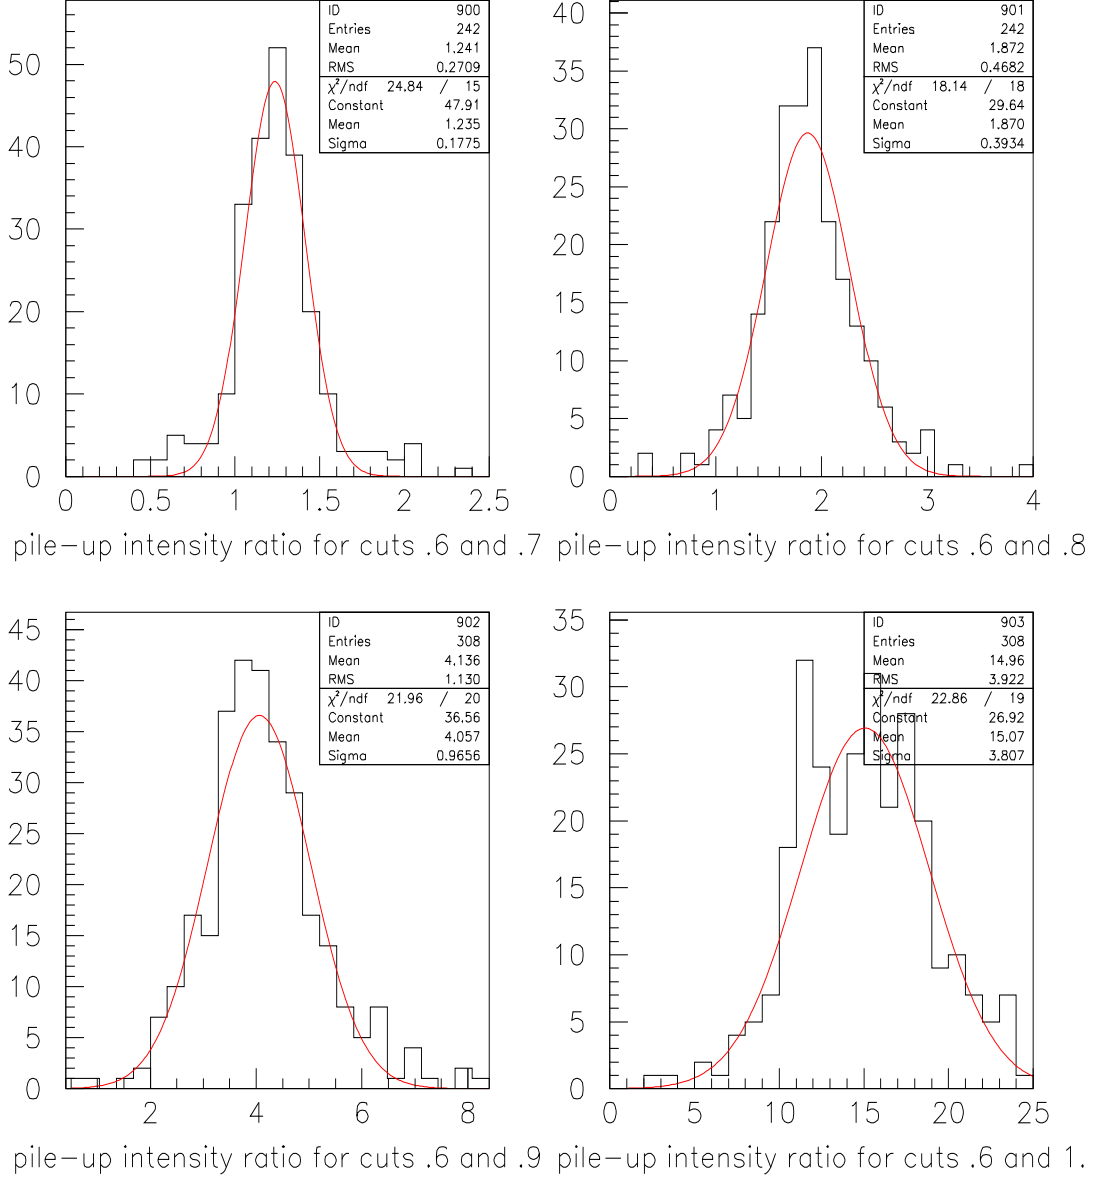 ID 900
Entries 242
Mean 1.241
RMS 0.2709
χ²/ndf 24.84 / 15
Constant 47.91
Mean 1.235
Sigma 0.1775
50
40
30
20
10
0
0 0.5 1 1.5 2 2.5
pile-up intensity ratio for cuts .6 and .7
ID 901
Entries 242
Mean 1.872
RMS 0.4682
χ²/ndf 18.14 / 18
Constant 29.64
Mean 1.870
Sigma 0.3934
40
35
30
25
20
15
10
5
0
0 1 2 3 4
pile-up intensity ratio for cuts .6 and .8
ID 902
Entries 308
Mean 4.136
RMS 1.130
χ²/ndf 21.96 / 20
Constant 36.56
Mean 4.057
Sigma 0.9656
45
40
35
30
25
20
15
10
5
0
2 4 6 8
pile-up intensity ratio for cuts .6 and .9
ID 903
Entries 308
Mean 14.96
RMS 3.922
χ²/ndf 22.86 / 19
Constant 26.92
Mean 15.07
Sigma 3.807
35
30
25
20
15
10
5
0
0 5 10 15 20 25
pile-up intensity ratio for cuts .6 and 1.